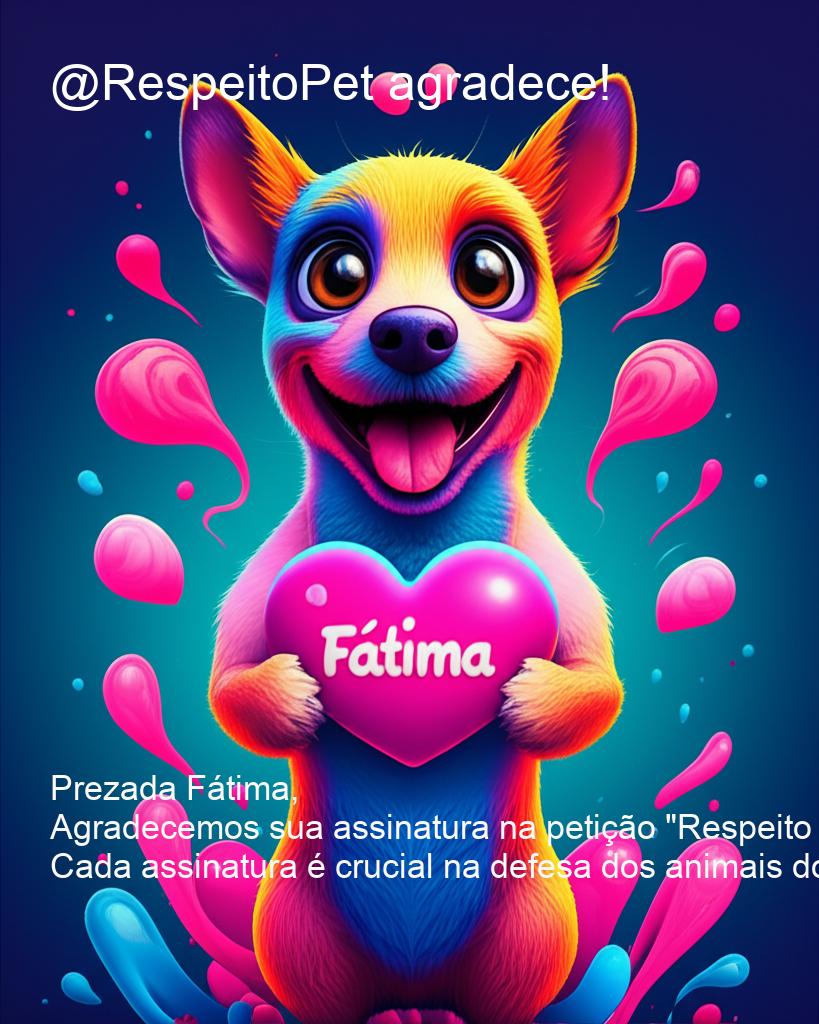 @RespeitoPet agradece!
Fátima
Prezada Fátima,
Agradecemos sua assinatura na petição "Respeito
Cada assinatura é crucial na defesa dos animais do